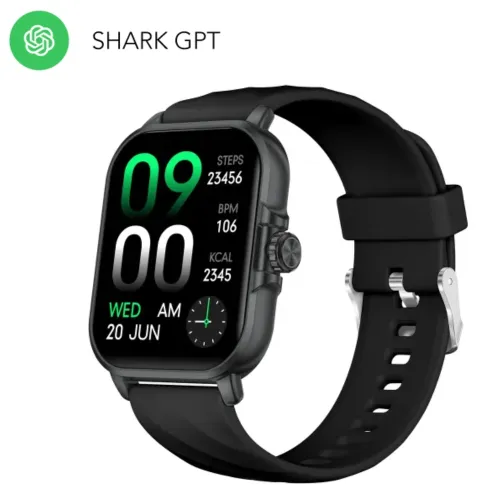 SHARK GPT
09
00
STEPS
23456
BPM
106
KCAL
2345
WED AM
20 JUN